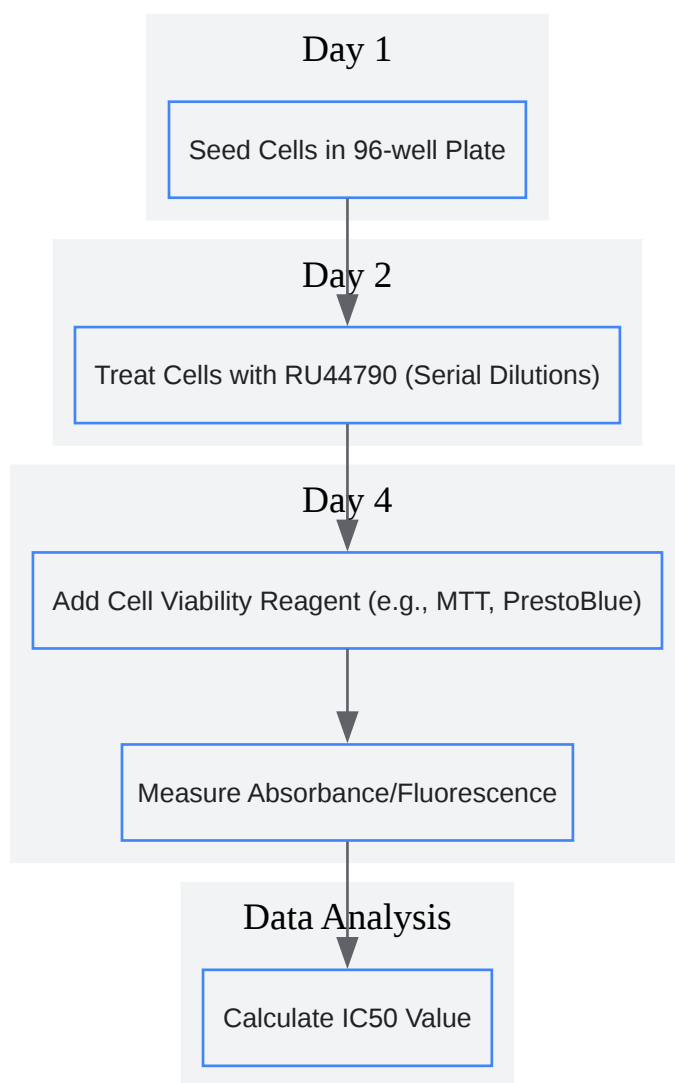 Day 1
Seed Cells in 96-well Plate
Day 2
Treat Cells with RU44790 (Serial Dilutions)
Day 4
Add Cell Viability Reagent (e.g., MTT, PrestoBlue)
Measure Absorbance/Fluorescence
Data Analysis
Calculate IC50 Value